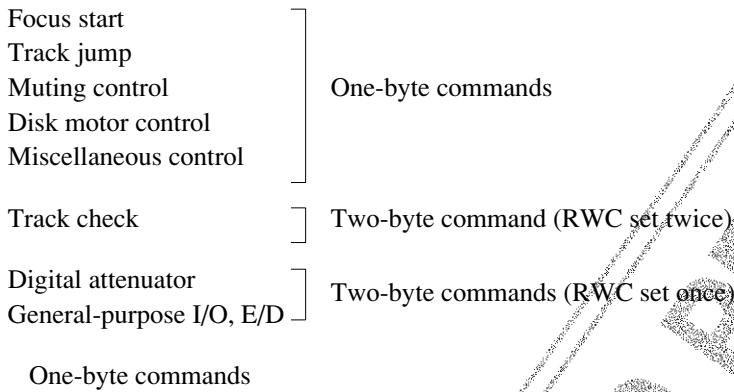 Focus start
Track jump
Muting control
One-byte commands
Disk motor control
Miscellaneous control
Track check
Two-byte command (RWC set twice)
Digital attenuator
Two-byte commands (RWC set once)
General-purpose I/O, E/D
One-byte commands